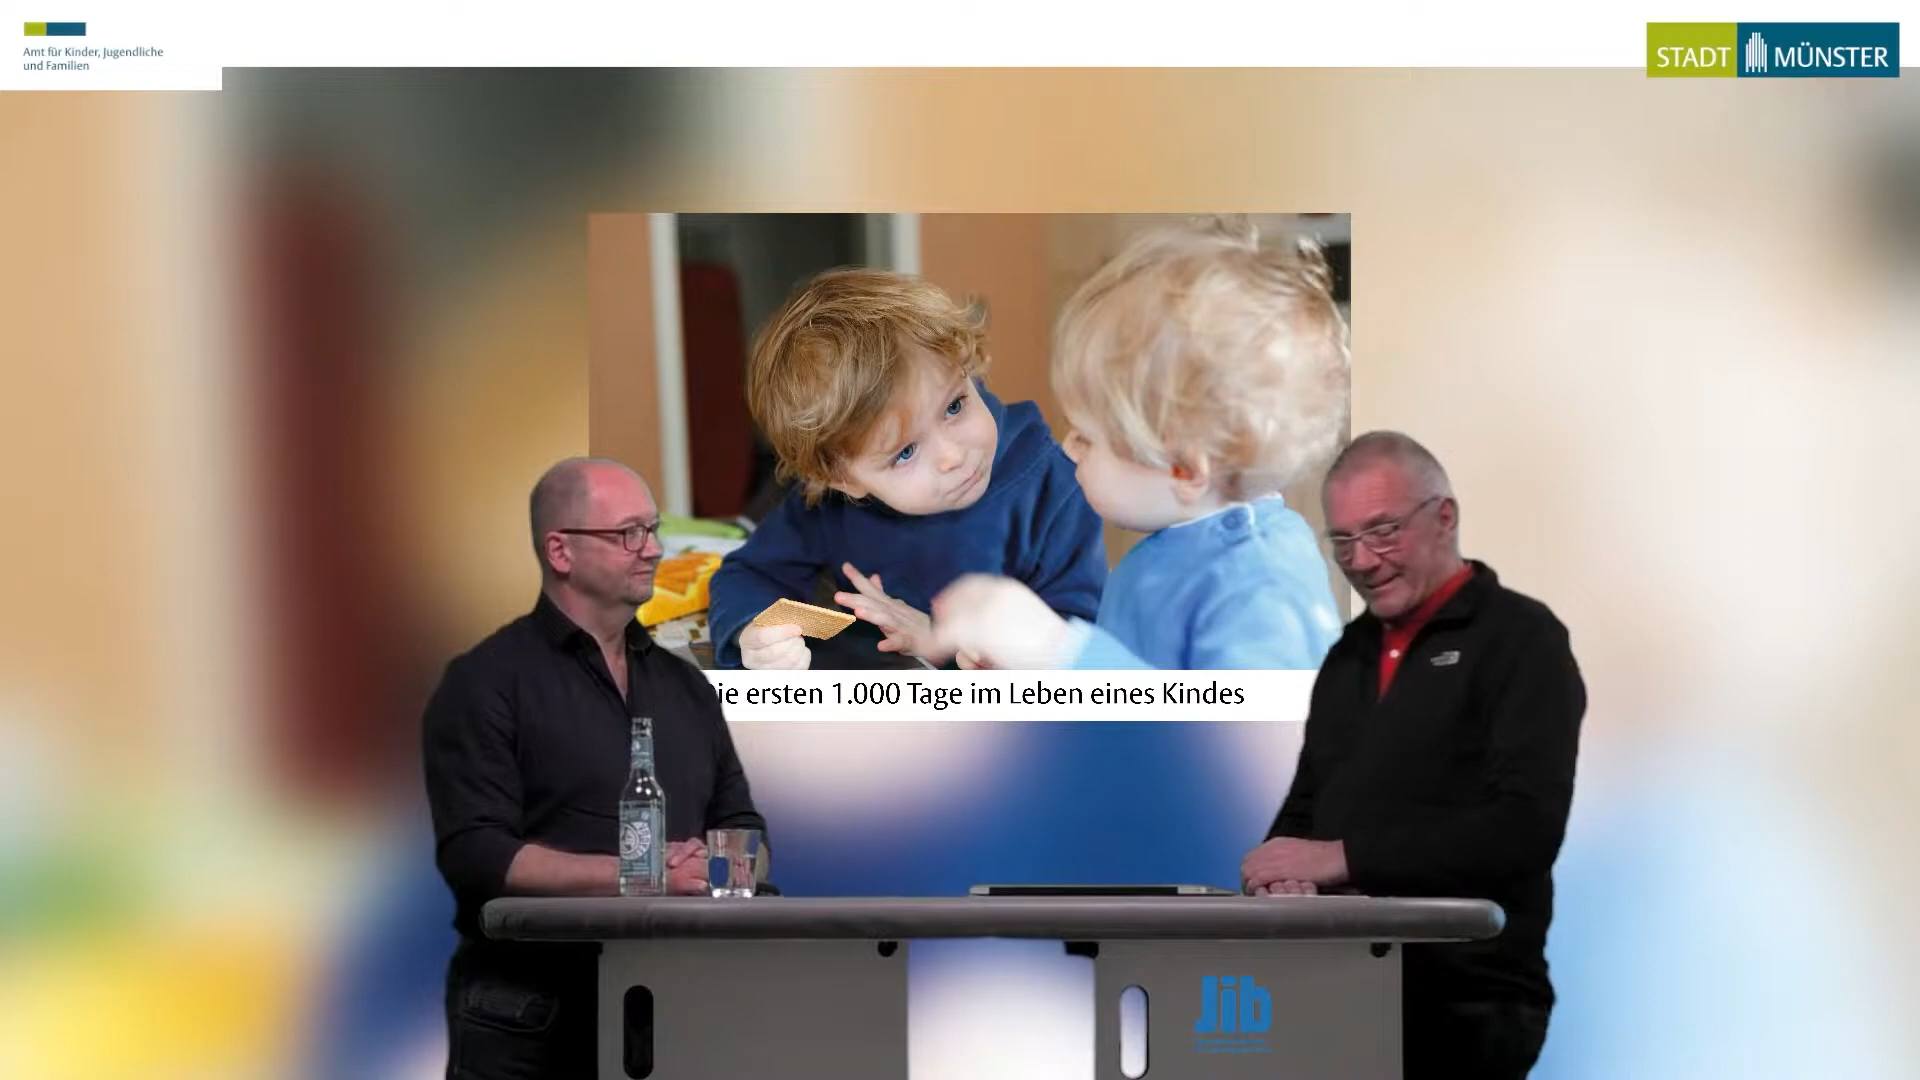 Amt für Kinder, Jugendliche
und Familien
STADT MÜNSTER
ie ersten 1.000 Tage im Leben eines Kindes
Jib